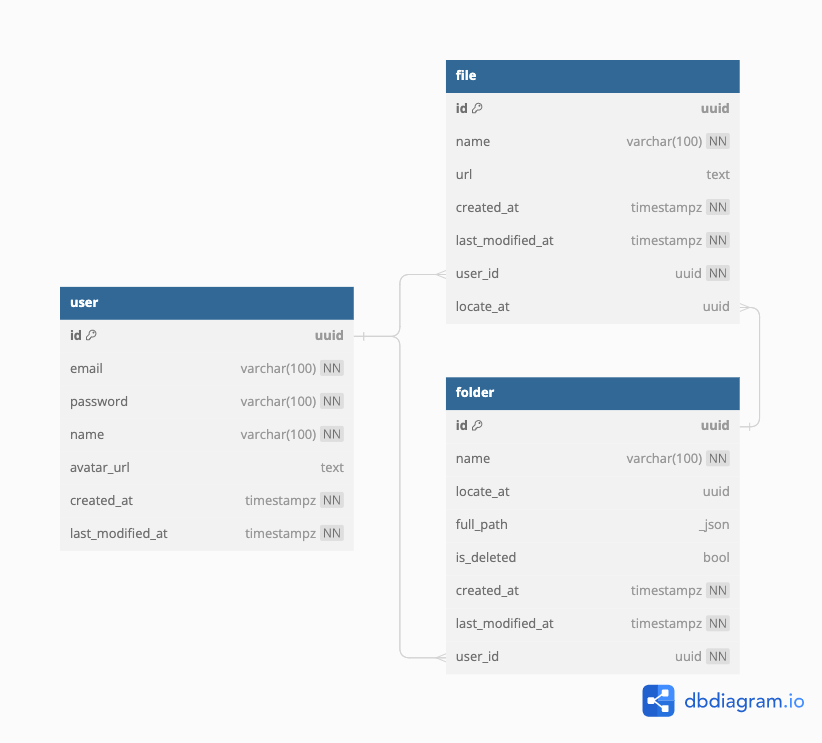 file
id uuid
name varchar(100) NN
url text
created_at timestampz NN
last_modified_at timestampz NN
user_id uuid NN
locate_at uuid
user
id uuid
email varchar(100) NN
password varchar(100) NN
name varchar(100) NN
avatar_url text
created_at timestampz NN
last_modified_at timestampz NN
folder
id uuid
name varchar(100) NN
locate_at uuid
full_path _json
is_deleted bool
created_at timestampz NN
last_modified_at timestampz NN
user_id uuid NN
dbdiagram.io